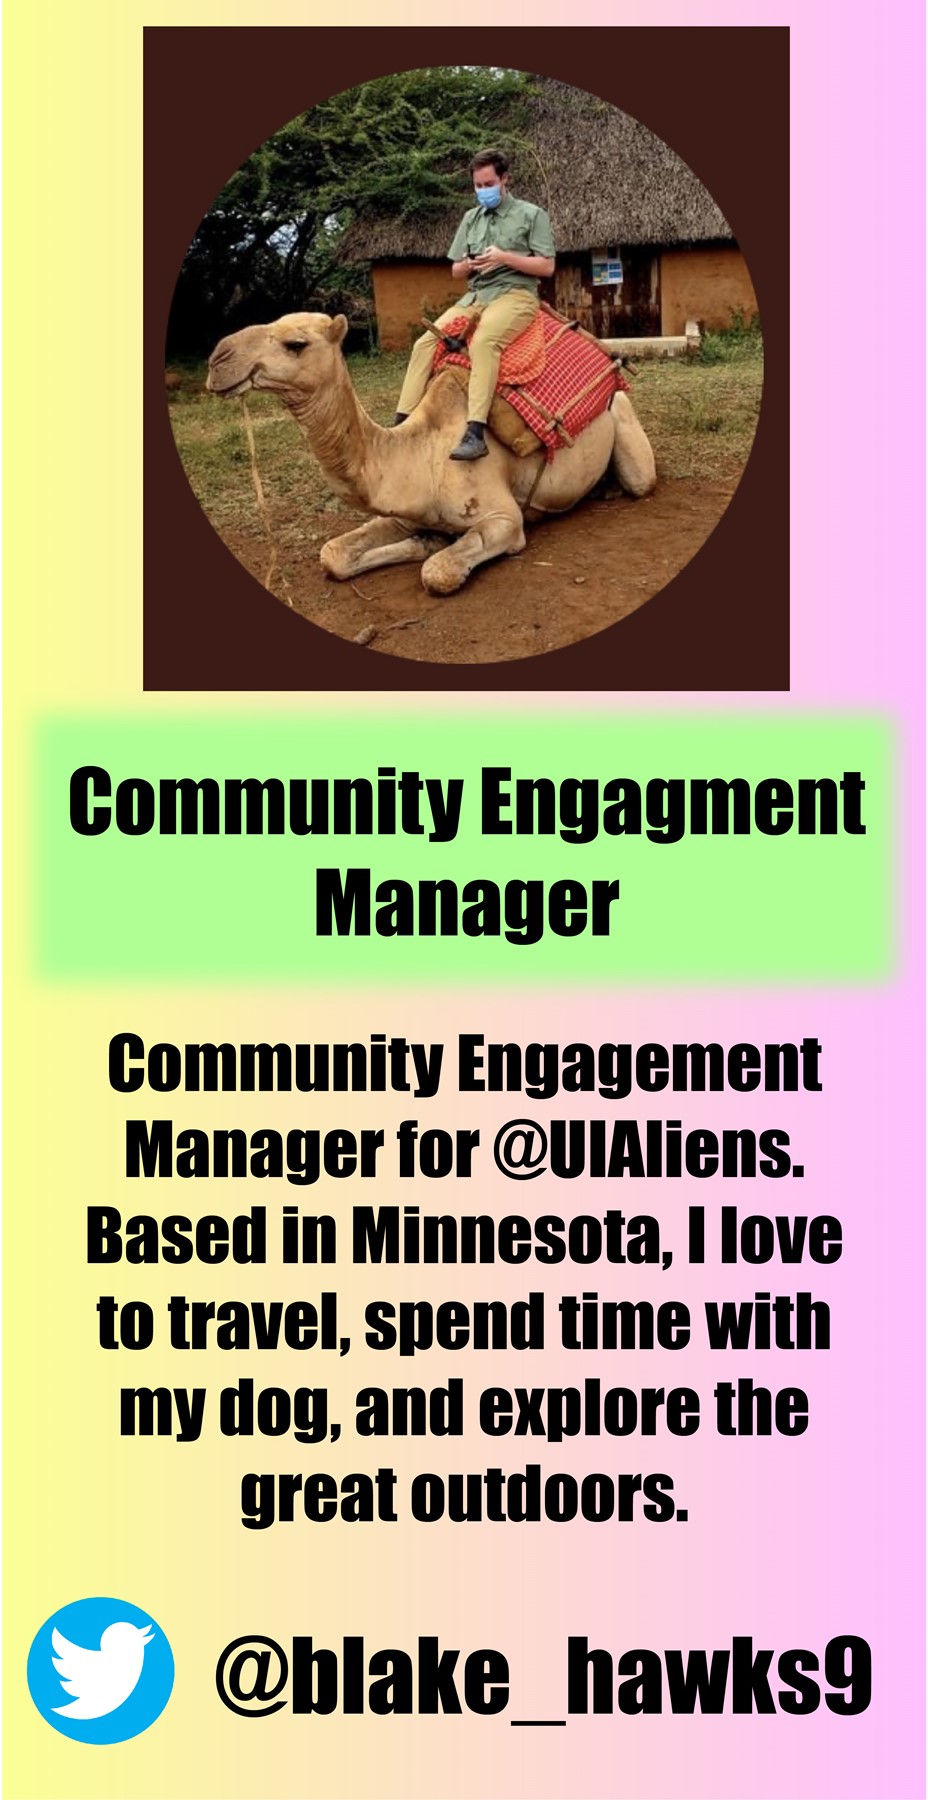 Community Engagment
Manager
Community Engagement
Manager for @UIAliens.
Based in Minnesota, I love
to travel, spend time with
my dog, and explore the
great outdoors.
@blake_hawks9